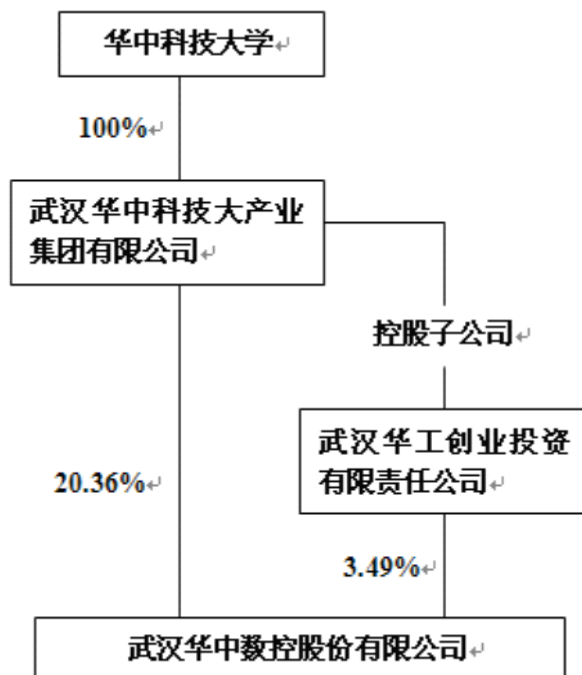 华中科技大学↵
100%↵
武汉华中科技大产业
集团有限公司↵
控股子公司↵
武汉华工创业投资
有限责任公司↵
20.36%↵
3.49%↵
武汉华中数控股份有限公司↵